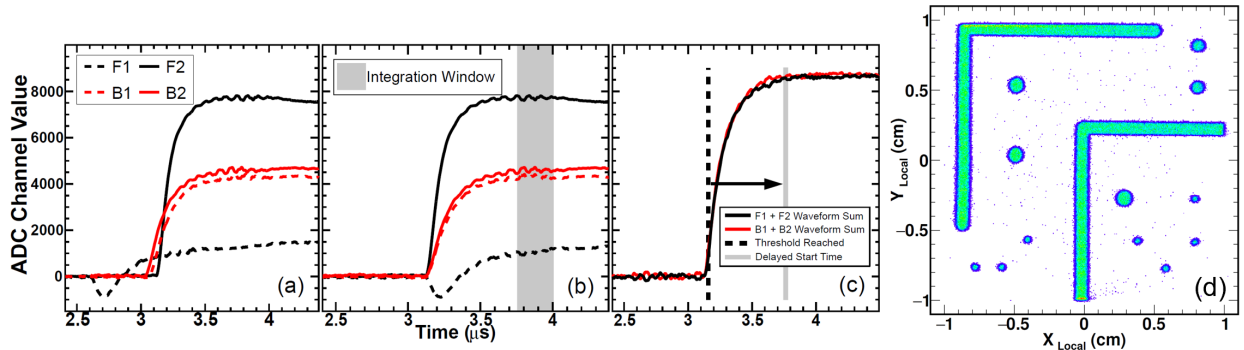 F1 F2
B1 B2
ADC Channel Value
8000
6000
4000
2000
0
2.5 3 3.5 4
(a)
Integration Window
2.5 3 3.5 4
(b)
Time (μs)
F1 + F2 Waveform Sum
B1 + B2 Waveform Sum
Threshold Reached
Delayed Start Time
2.5 3 3.5 4
(c)
Y Local (cm)
1
0.5
0
−0.5
−1
−1 −0.5 0 0.5 1
X Local (cm)
(d)